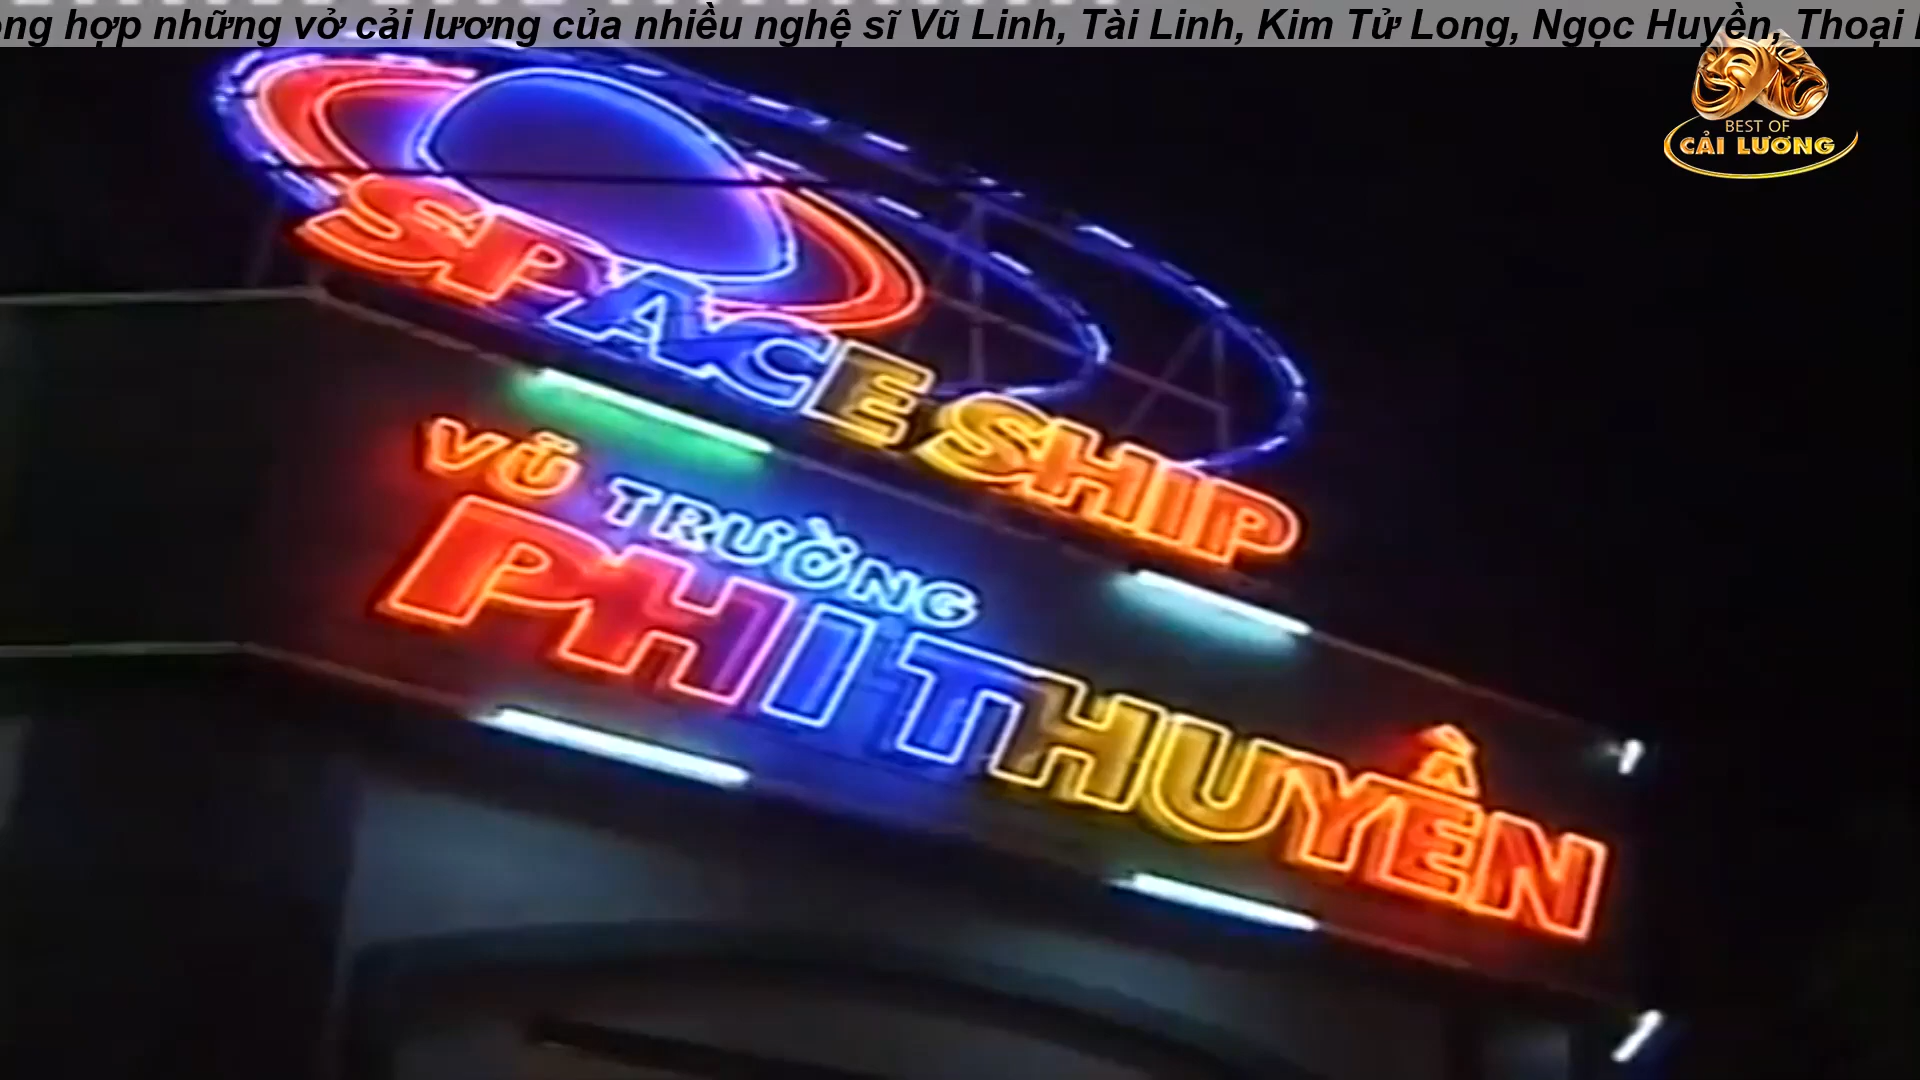 hợp những vở cải lương của nhiều nghệ sĩ Vũ Linh, Tài Linh, Kim Tử Long, Ngọc Huyền, Thoại
BEST OF
CẢI LƯƠNG
SPACE SHIP
VŨ TRƯỜNG
PHI THUYỀN